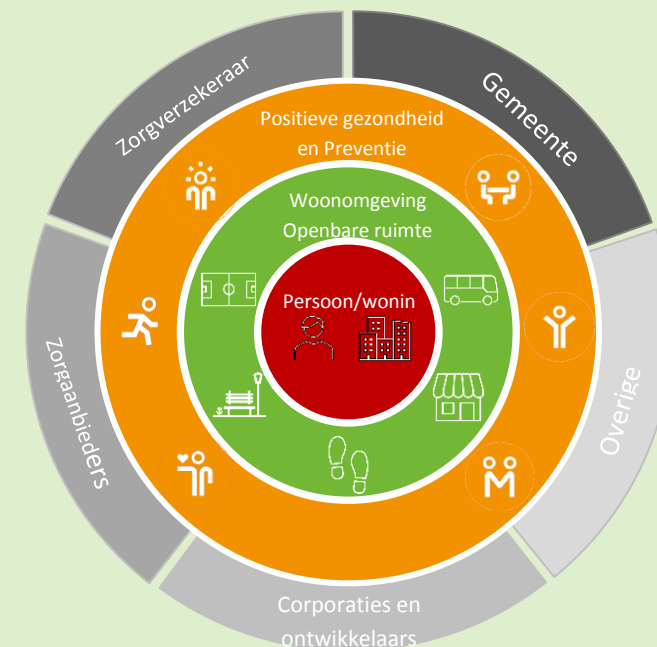 Zorgverzekeraar
Gemeente
Positieve gezondheid
en Preventie
Woonomgeving
Openbare ruimte
Persoon/wonin
Zorgaanbieders
Overige
Corporaties en
ontwikkelaars